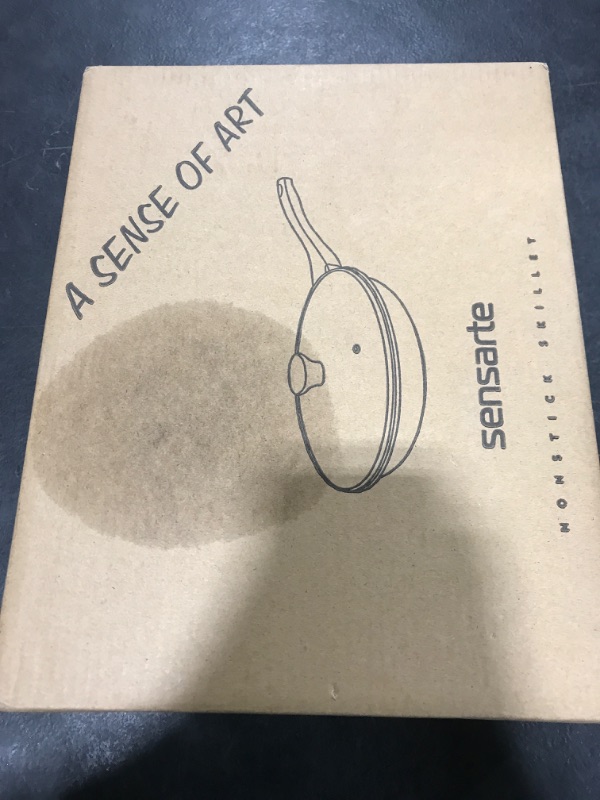 A SENSE OF ART
sensarte
NONSTICK SKILLET